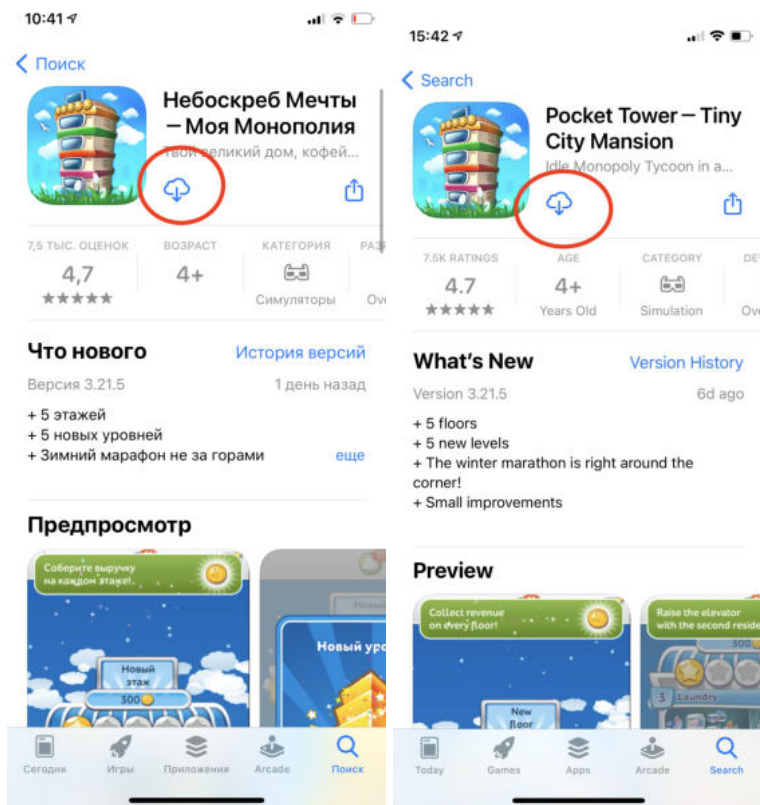 10:41
Поиск
Небоскреб Мечты
– Моя Монополия
Твой великий дом, кофей...
7,5 ТЫС. ОЦЕНОК
ВОЗРАСТ
КАТЕГОРИЯ
4,7
4+
Симуляторы
Что нового
История версий
Версия 3.21.5
1 день назад
+ 5 этажей
+ 5 новых уровней
+ Зимний марафон не за горами
еще
Предпросмотр
Соберите выручку
на каждом этаже!
Новый
этаж
300
Новый уро
Сегодня
Игры
Приложения
Arcade
Поиск
15:42
Search
Pocket Tower – Tiny
City Mansion
Idle Monopoly Tycoon in a...
7.5K RATINGS
AGE
CATEGORY
4.7
4+
Years Old
Simulation
What's New
Version History
Version 3.21.5
6d ago
+ 5 floors
+ 5 new levels
+ The winter marathon is right around the
corner!
+ Small improvements
Preview
Collect revenue
on every floor!
New
floor
Raise the elevator
with the second reside
300
3 Laundry
Today
Games
Apps
Arcade
Search